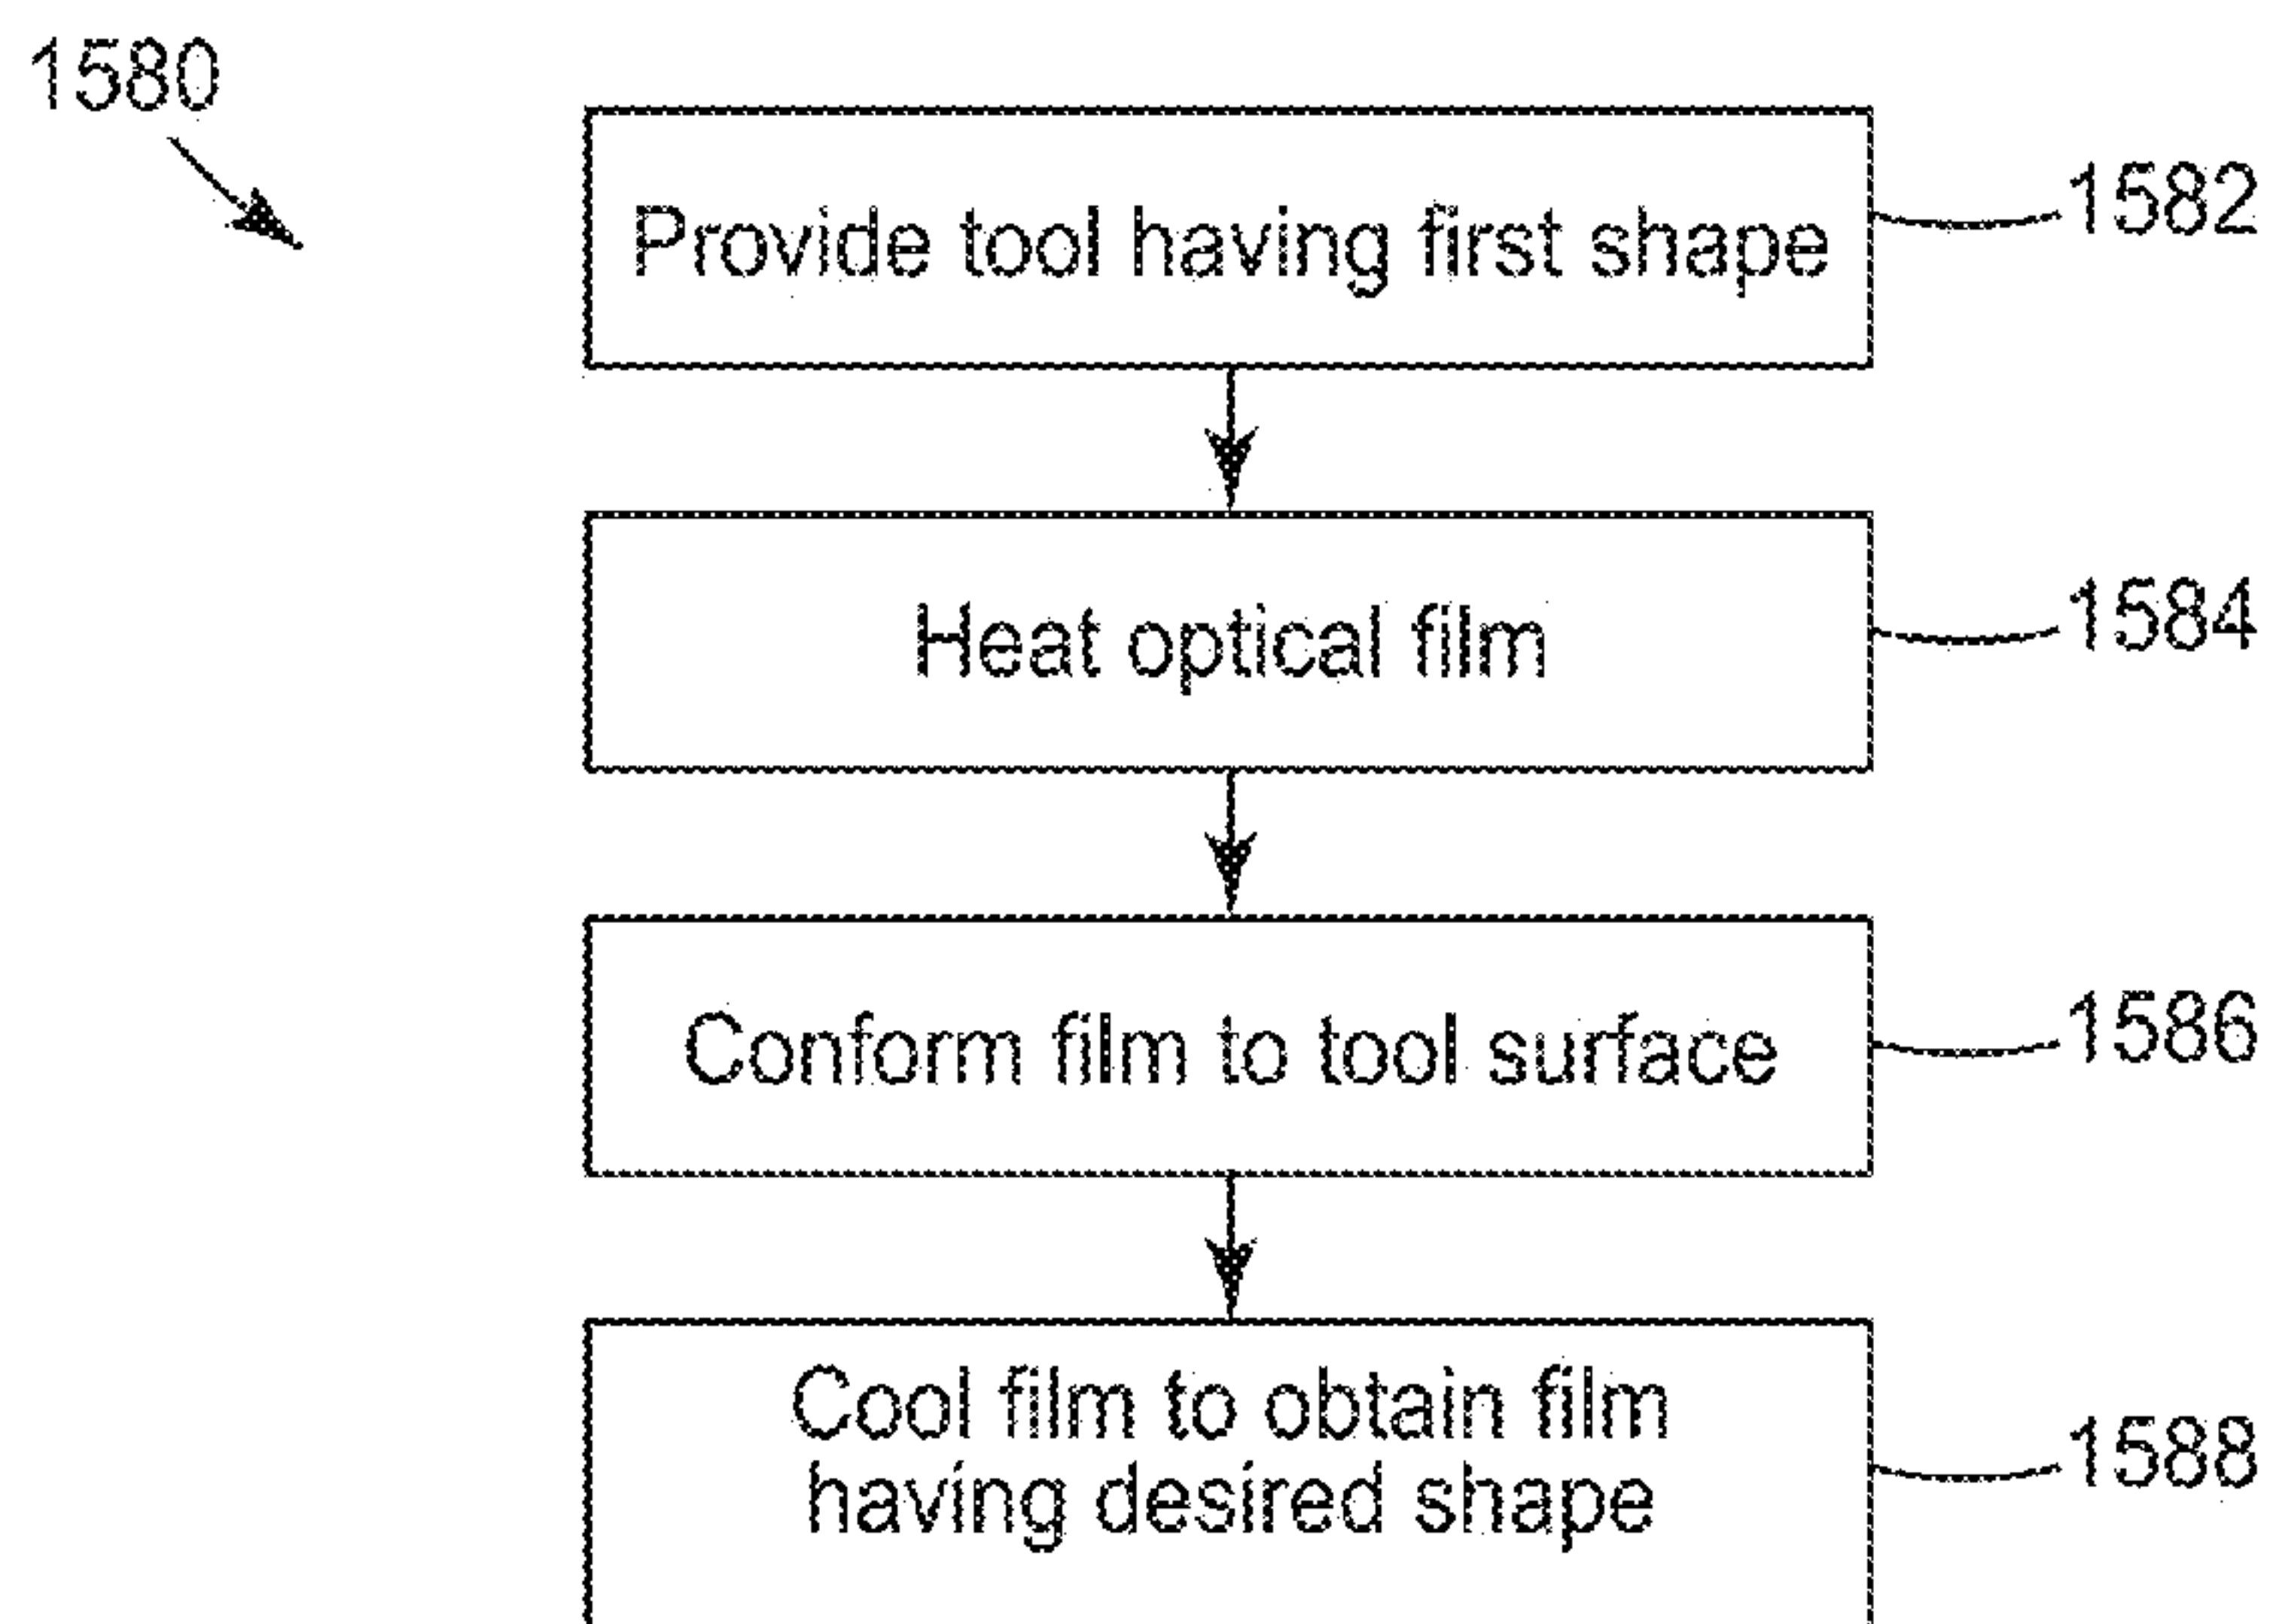 1580
Provide tool having first shape
1582
Heat optical film
1584
Conform film to tool surface
1586
Cool film to obtain film
having desired shape
1588